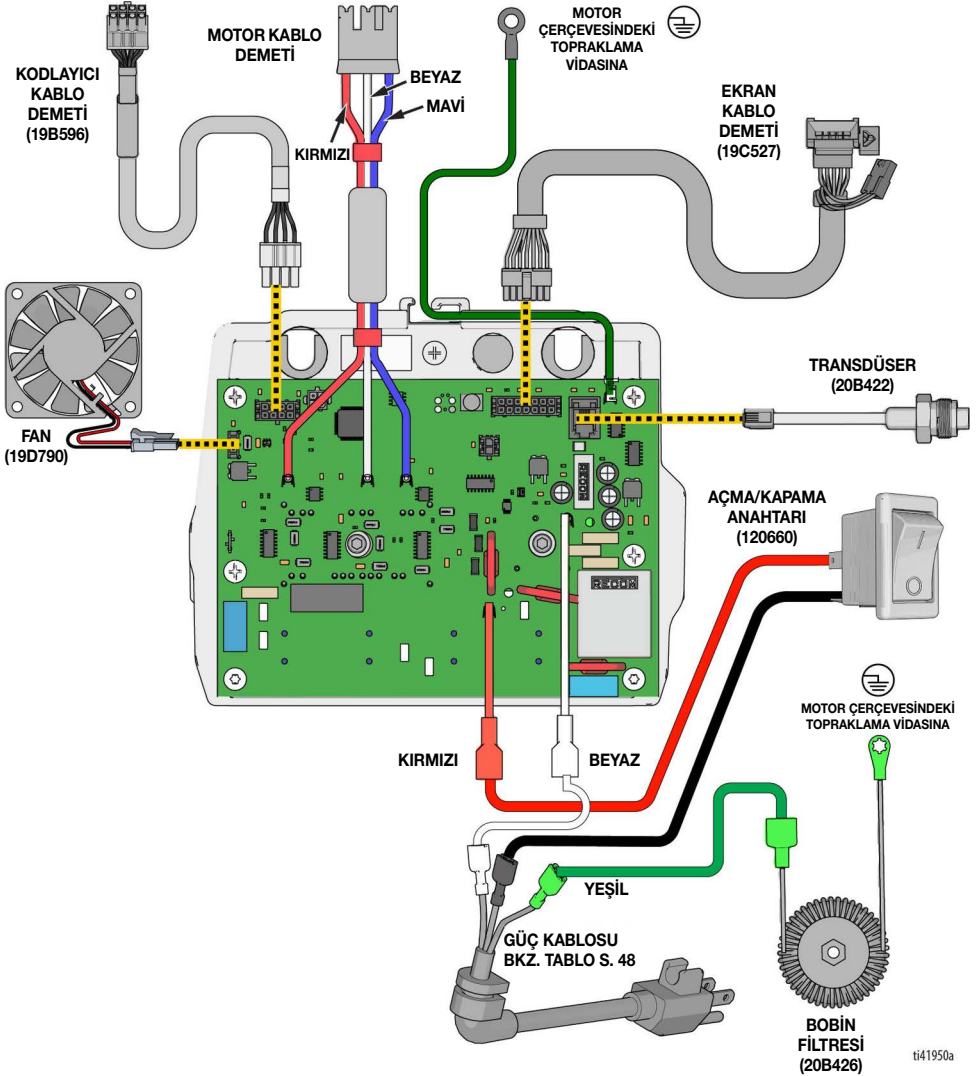 KODLAYICI
KABLO
DEMETİ
(19B596)
MOTOR KABLO
DEMETİ
BEYAZ
MAVİ
KIRMIZI
MOTOR
ÇERÇEVESİNDEKİ
TOPRAKLAMA
VİDASINA
EKRAN
KABLO
DEMETİ
(19C527)
FAN
(19D790)
TRANSDÜSER
(20B422)
AÇMA/KAPAMA
ANAHTARI
(120660)
KIRMIZI
BEYAZ
MOTOR ÇERÇEVESİNDEKİ
TOPRAKLAMA VİDASINA
YEŞİL
GÜÇ KABLOSU
BKZ. TABLO S. 48
BOBİN
FİLTRESİ
(20B426)
ti41950a